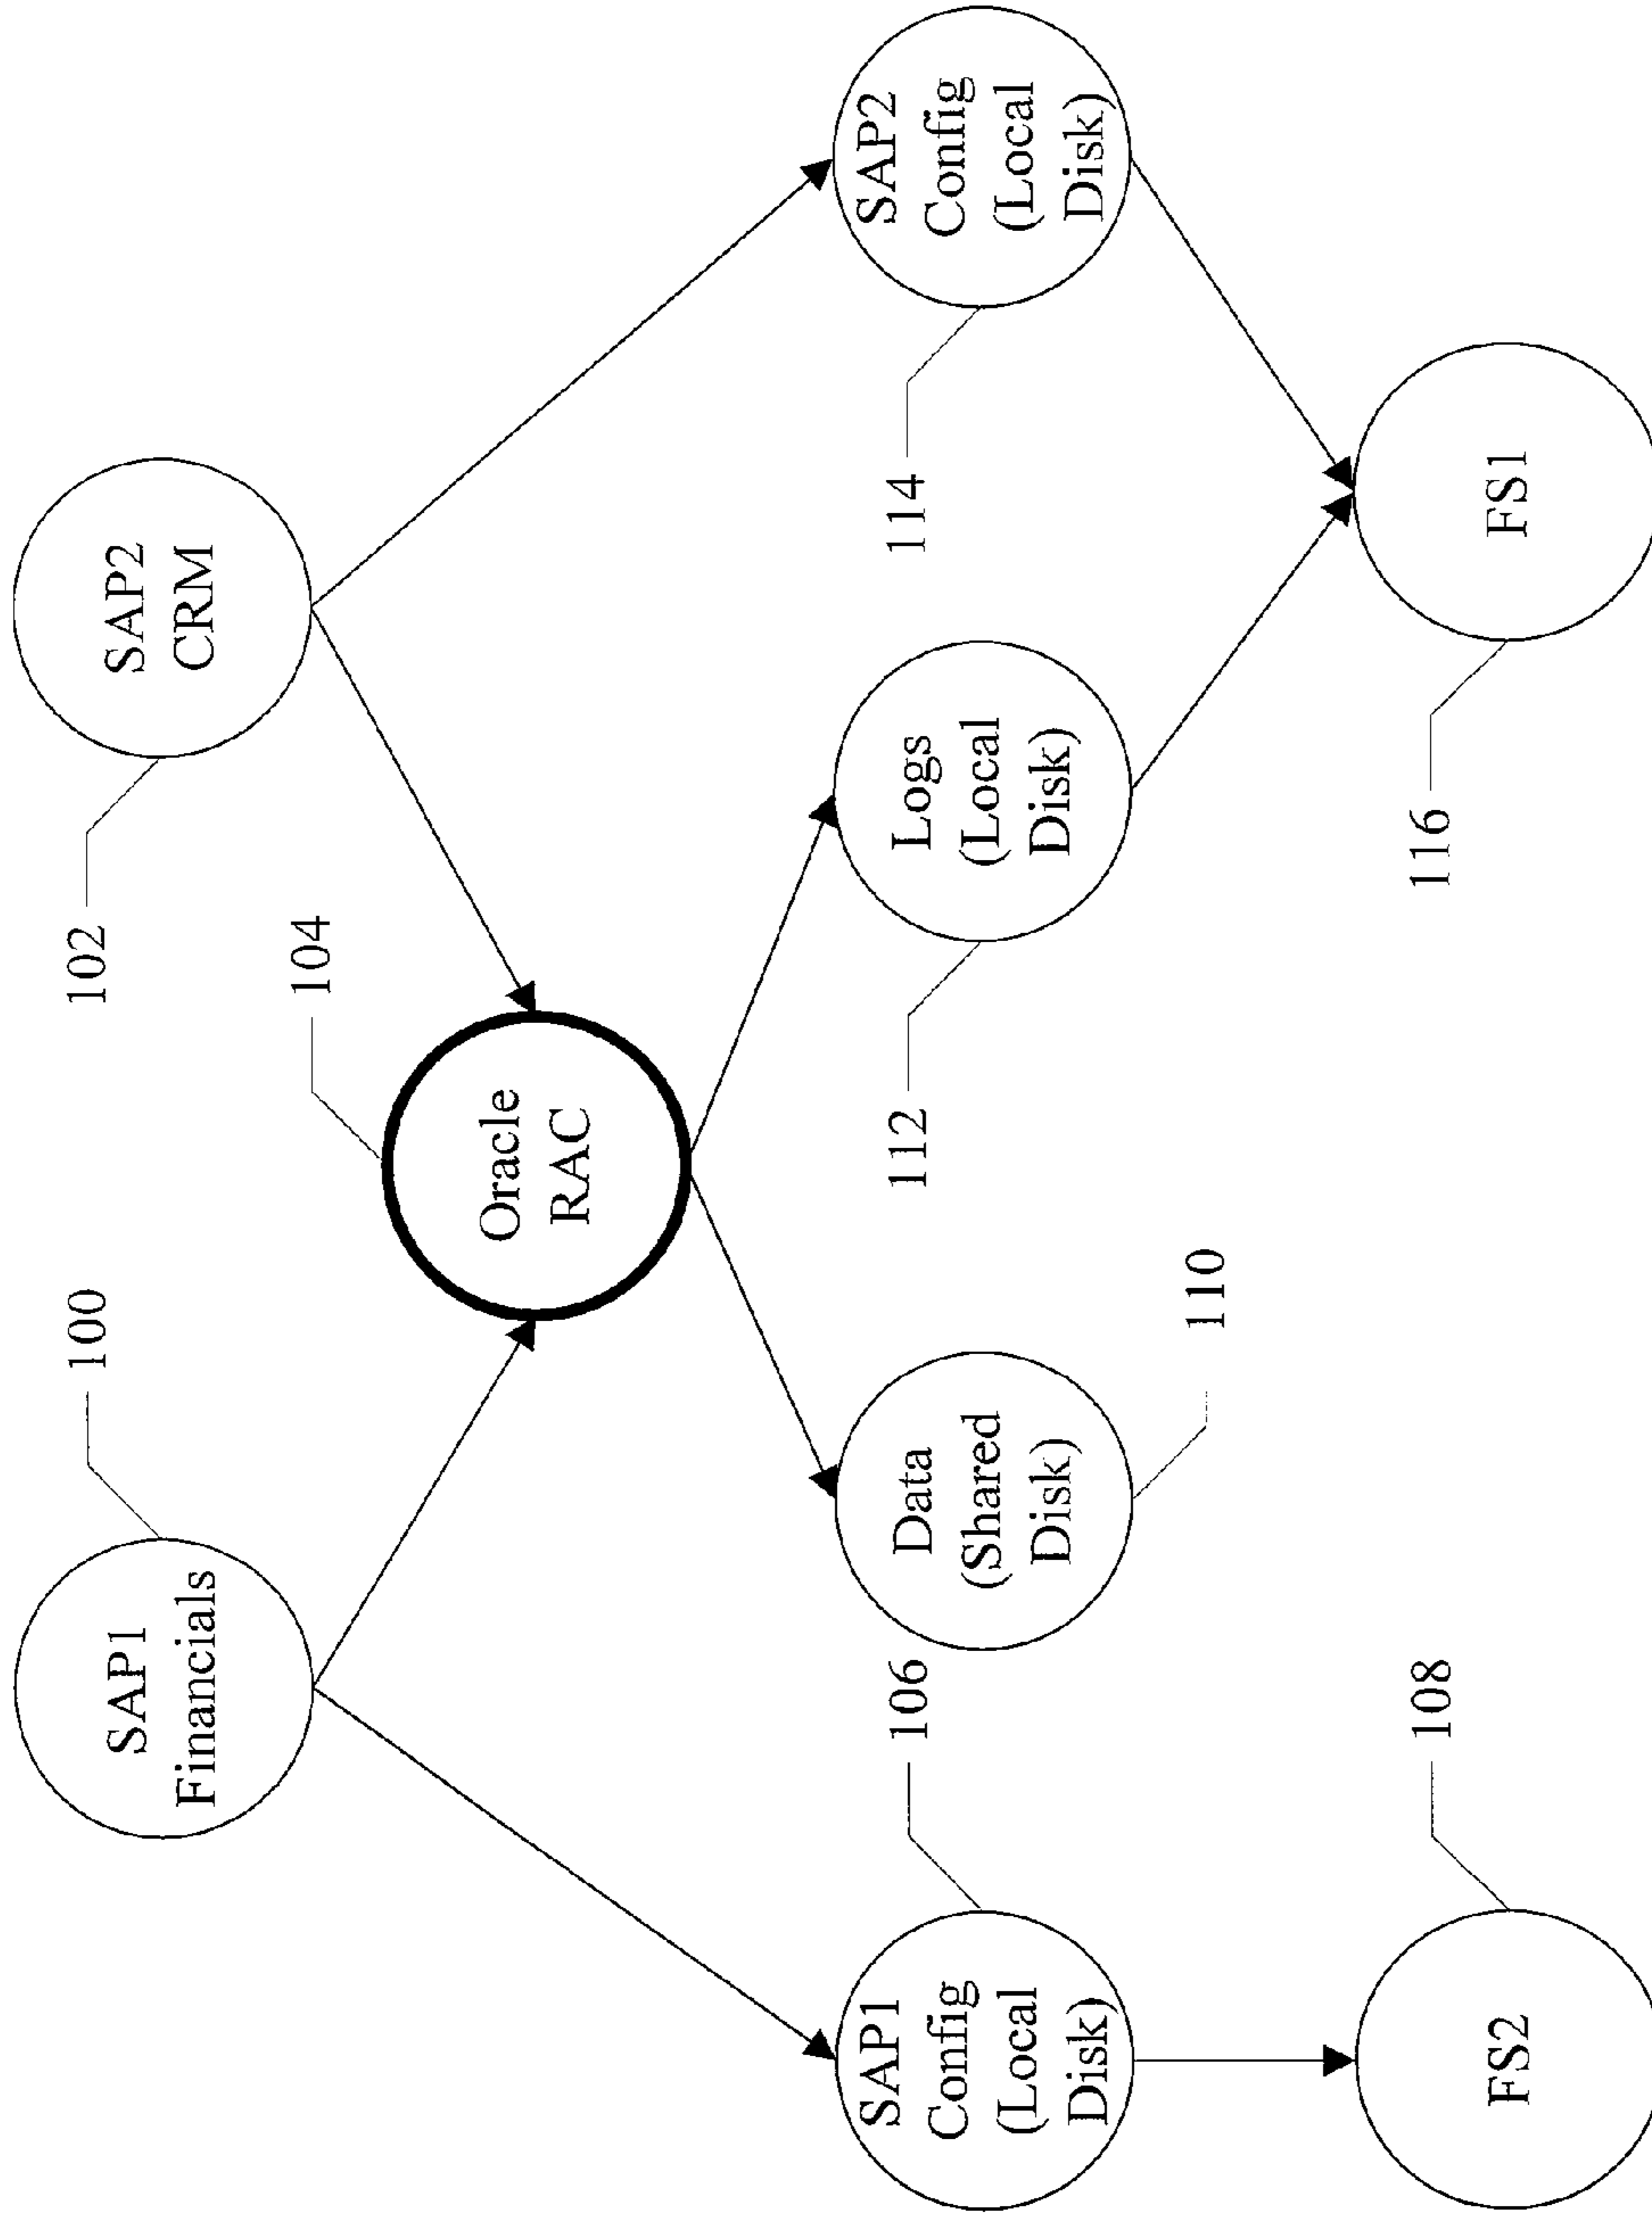 SAP1
Financials
100
102
SAP2
CRM
104
Oracle
RAC
SAP1
Config
(Local
Disk)
106
Data
(Shared
Disk)
110
112
Logs
(Local
Disk)
114
SAP2
Config
(Local
Disk)
FS2
108
116
FS1